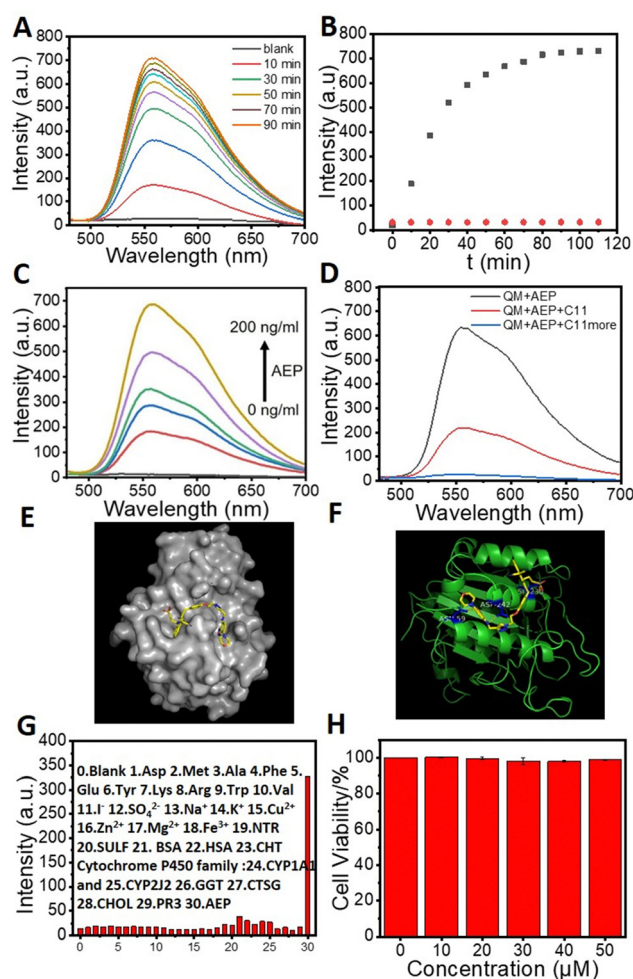 A
800
700
600
500
400
300
200
100
0
Intensity (a.u.)
500 550 600 650 700
Wavelength (nm)
blank
10 min
30 min
50 min
70 min
90 min
B
800
700
600
500
400
300
200
100
0
Intensity (a.u)
0 20 40 60 80 100 120
t (min)
C
700
600
500
400
300
200
100
0
Intensity (a.u.)
500 550 600 650 700
Wavelength (nm)
200 ng/ml
AEP
0 ng/ml
D
800
700
600
500
400
300
200
100
0
Intensity (a.u.)
500 550 600 650 700
Wavelength (nm)
QM+AEP
QM+AEP+C11
QM+AEP+C11more
E
F
G
400
350
300
250
200
150
100
50
0
Intensity (a.u.)
0.Blank 1.Asp 2.Met 3.Ala 4.Phe 5.
Glu 6.Tyr 7.Lys 8.Arg 9.Trp 10.Val
11.I⁻ 12.SO₄²⁻ 13.Na⁺ 14.K⁺ 15.Cu²⁺
16.Zn²⁺ 17.Mg²⁺ 18.Fe³⁺ 19.NTR
20.SULF 21. BSA 22.HSA 23.CHT
Cytochrome P450 family :24.CYP1A1
and 25.CYP2J2 26.GGT 27.CTSG
28.CHOL 29.PR3 30.AEP
0 5 10 15 20 25 30
H
100
80
60
40
20
0
Cell Viability/%
0 10 20 30 40 50
Concentration (μM)